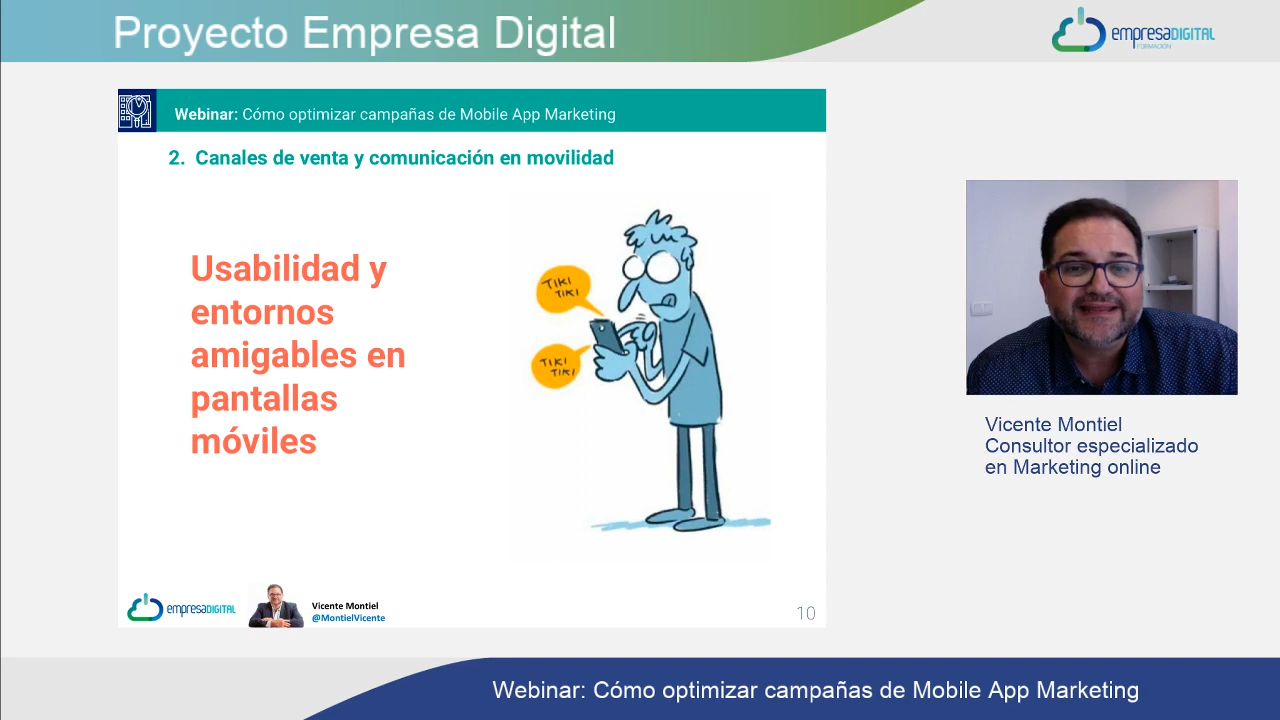 Proyecto Empresa Digital
empresaDIGITAL
FORMACIÓN
Webinar: Cómo optimizar campañas de Mobile App Marketing
2. Canales de venta y comunicación en movilidad
Usabilidad y
entornos
amigables en
pantallas
móviles
TIKI
TIKI
TIKI
TIKI
Vicente Montiel
Consultor especializado
en Marketing online
empresaDIGITAL
Vicente Montiel
@MontielVicente
10
Webinar: Cómo optimizar campañas de Mobile App Marketing